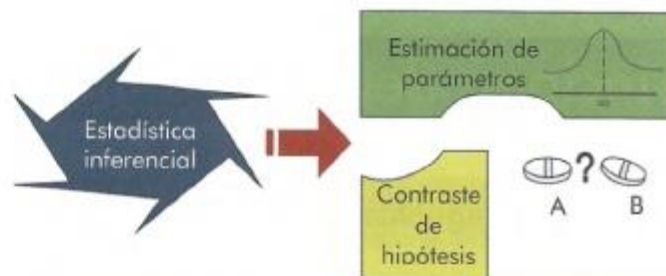 Estadística
inferencial
Estimación de
parámetros
Contraste
de
hipótesis
?
A B